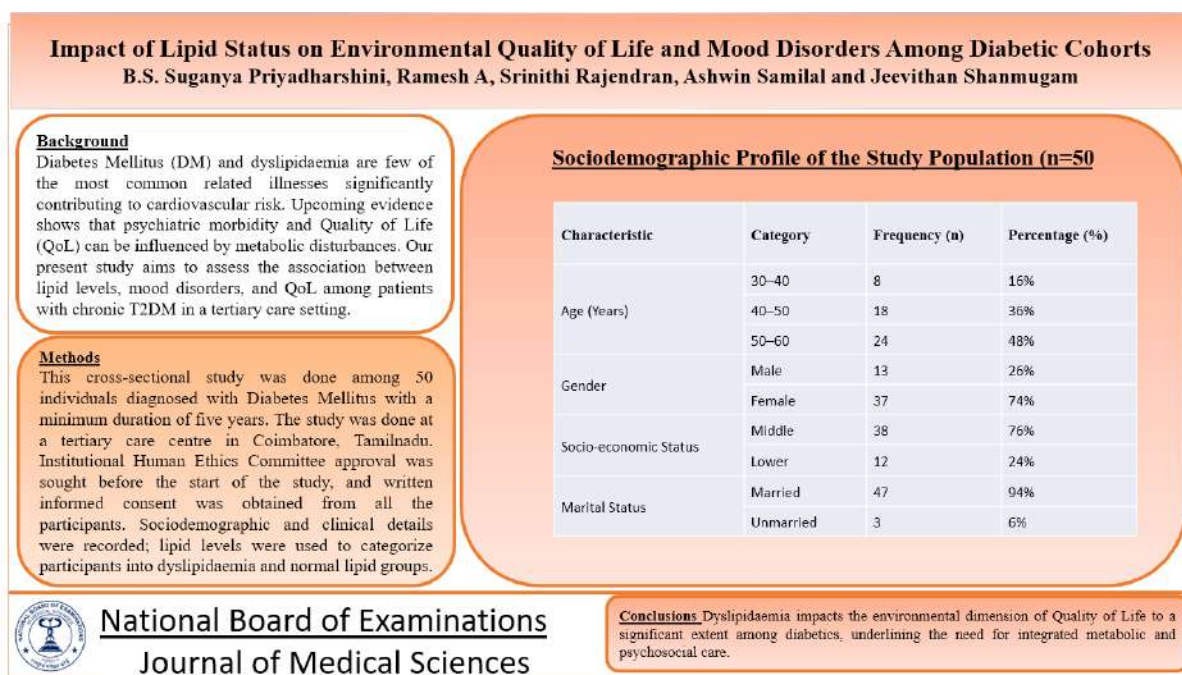 Impact of Lipid Status on Environmental Quality of Life and Mood Disorders Among Diabetic Cohorts
B.S. Suganya Priyadharshini, Ramesh A, Srinithi Rajendran, Ashwin Samilal and Jeevithan Shanmugam
Background
Diabetes Mellitus (DM) and dyslipidaemia are few of
the most common related illnesses significantly
contributing to cardiovascular risk. Upcoming evidence
shows that psychiatric morbidity and Quality of Life
(QoL) can be influenced by metabolic disturbances. Our
present study aims to assess the association between
lipid levels, mood disorders, and QoL among patients
with chronic T2DM in a tertiary care setting.
Methods
This cross-sectional study was done among 50
individuals diagnosed with Diabetes Mellitus with a
minimum duration of five years. The study was done at
a tertiary care centre in Coimbatore, Tamilnadu.
Institutional Human Ethics Committee approval was
sought before the start of the study, and written
informed consent was obtained from all the
participants. Sociodemographic and clinical details
were recorded; lipid levels were used to categorize
participants into dyslipidaemia and normal lipid groups.
Sociodemographic Profile of the Study Population (n=50
Characteristic Category Frequency (n) Percentage (%)
Age (Years)
30–40 8 16%
40–50 18 36%
50–60 24 48%
Gender
Male 13 26%
Female 37 74%
Socio-economic Status
Middle 38 76%
Lower 12 24%
Marital Status
Married 47 94%
Unmarried 3 6%
National Board of Examinations
Journal of Medical Sciences
Conclusions Dyslipidaemia impacts the environmental dimension of Quality of Life to a
significant extent among diabetics, underlining the need for integrated metabolic and
psychosocial care.